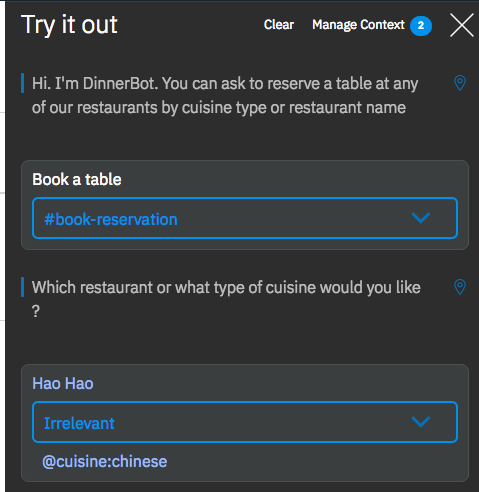 Try it out
Clear
Manage Context
2
Hi. I'm DinnerBot. You can ask to reserve a table at any
of our restaurants by cuisine type or restaurant name
Book a table
#book-reservation
Which restaurant or what type of cuisine would you like
?
Hao Hao
Irrelevant
@cuisine:chinese